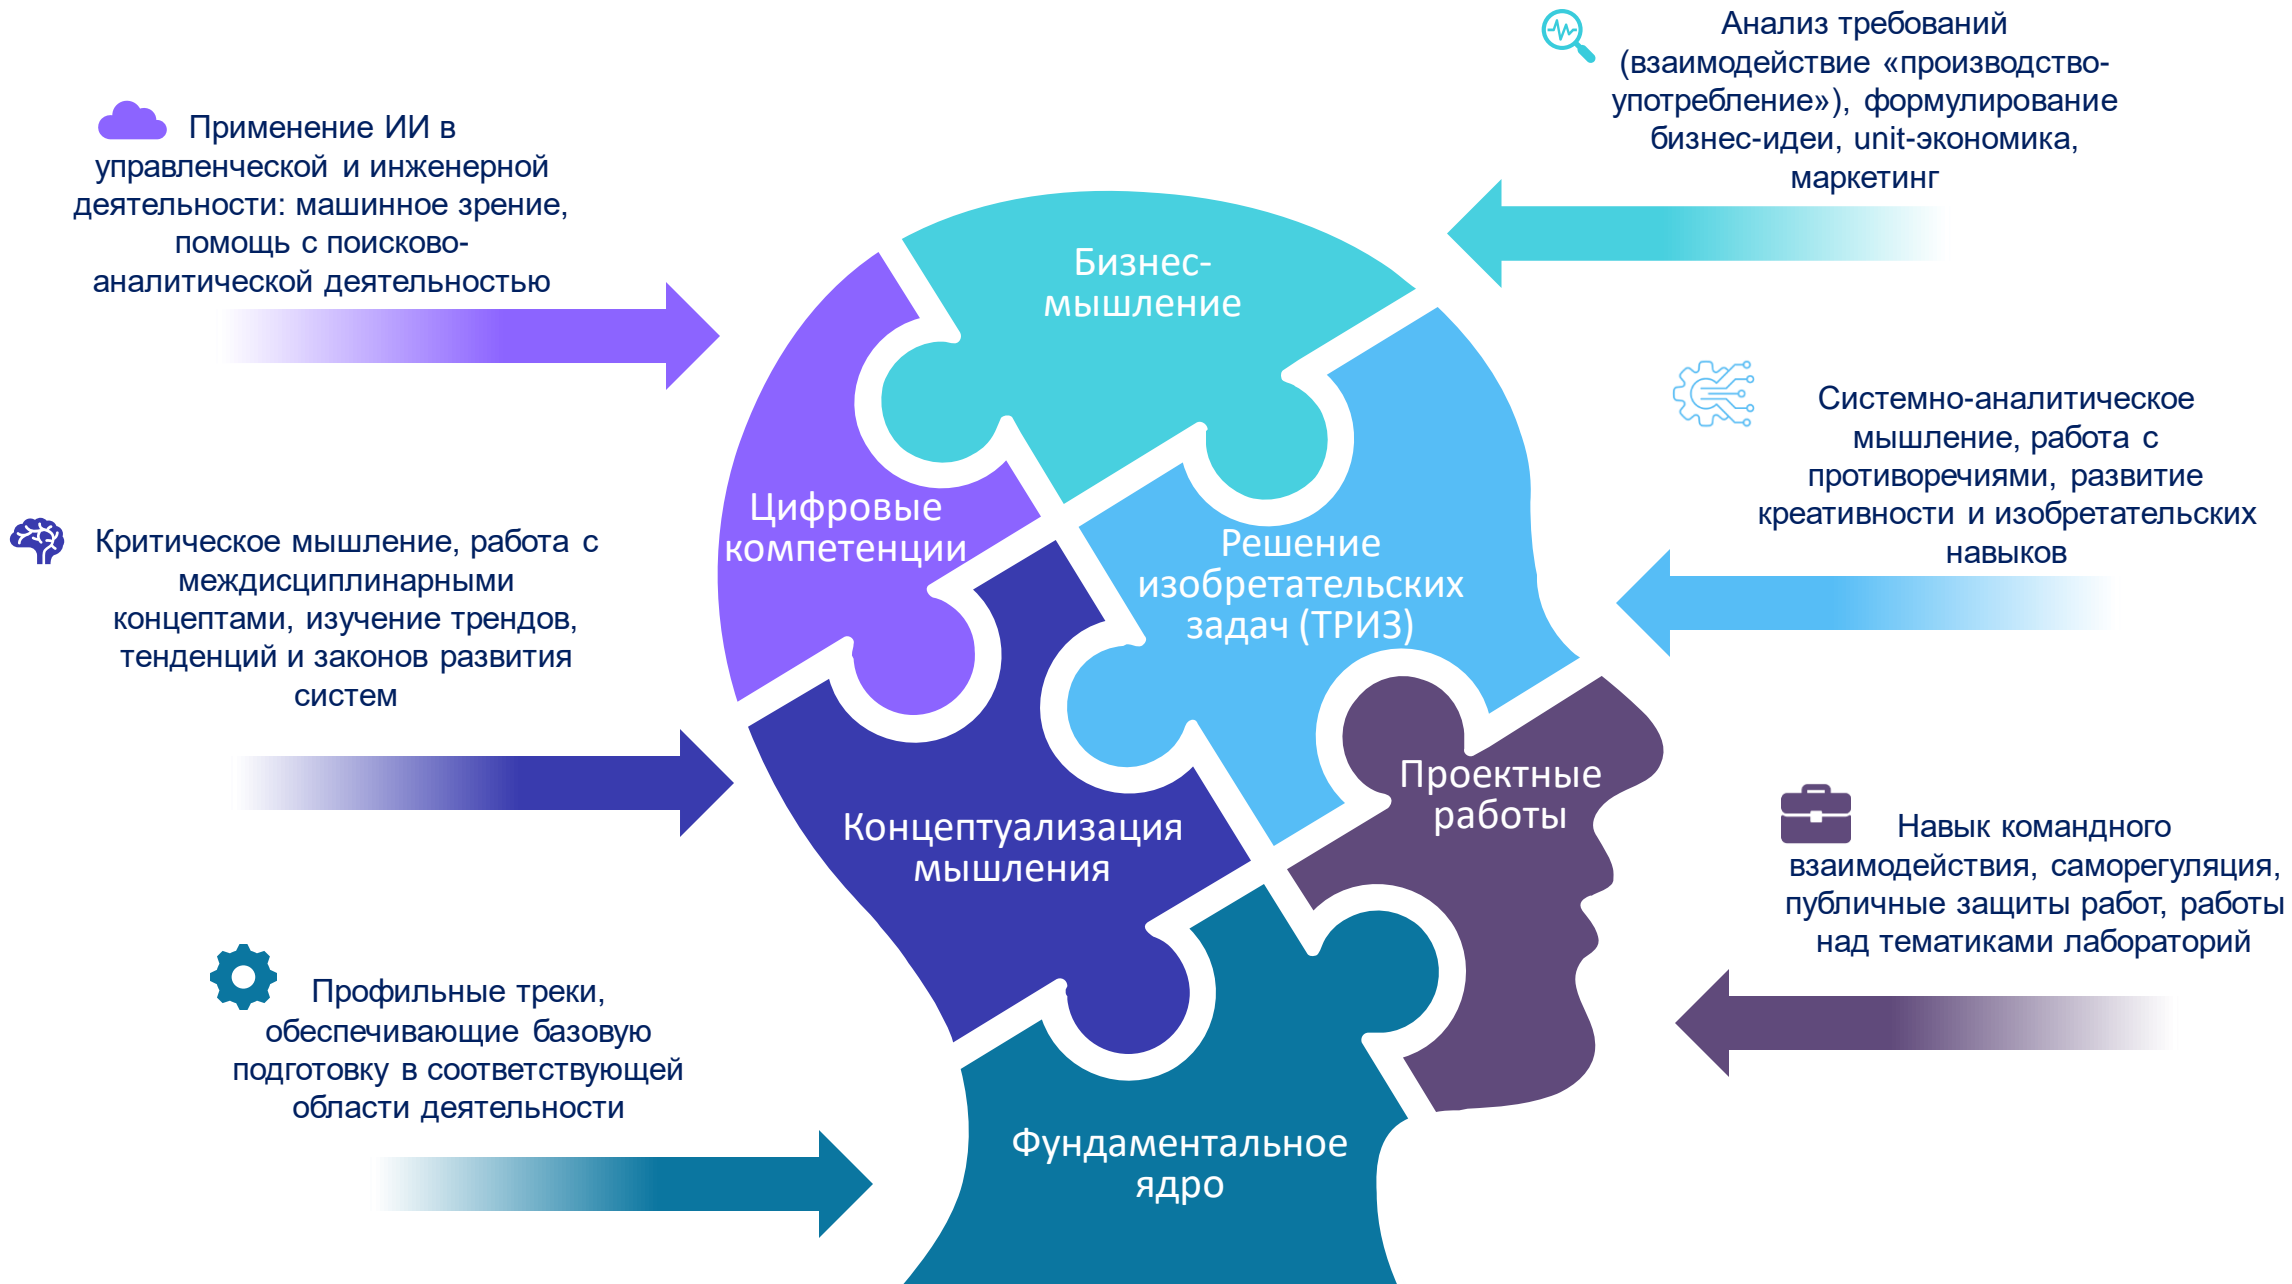 Применение ИИ в
управленческой и инженерной
деятельности: машинное зрение,
помощь с поисково-
аналитической деятельностью
Критическое мышление, работа с
междисциплинарными
концептами, изучение трендов,
тенденций и законов развития
систем
Профильные треки,
обеспечивающие базовую
подготовку в соответствующей
области деятельности
Бизнес-
мышление
Цифровые
компетенции
Решение
изобретательских
задач (ТРИЗ)
Концептуализация
мышления
Проектные
работы
Фундаментальное
ядро
Анализ требований
(взаимодействие «производство-
употребление»), формулирование
бизнес-идеи, unit-экономика,
маркетинг
Системно-аналитическое
мышление, работа с
противоречиями, развитие
креативности и изобретательских
навыков
Навык командного
взаимодействия, саморегуляция,
публичные защиты работ, работы
над тематиками лабораторий